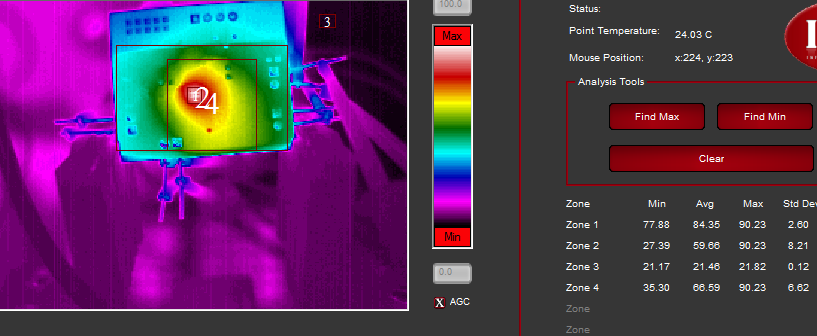 100.0
Max
Min
0.0
X AGC
3
24
Status:
Point Temperature: 24.03 C
Mouse Position: x:224, y:223
Analysis Tools
Find Max
Find Min
Clear
Zone Min Avg Max Std Dev
Zone 1 77.88 84.35 90.23 2.60
Zone 2 27.39 59.66 90.23 8.21
Zone 3 21.17 21.46 21.82 0.12
Zone 4 35.30 66.59 90.23 6.62
Zone
Zone